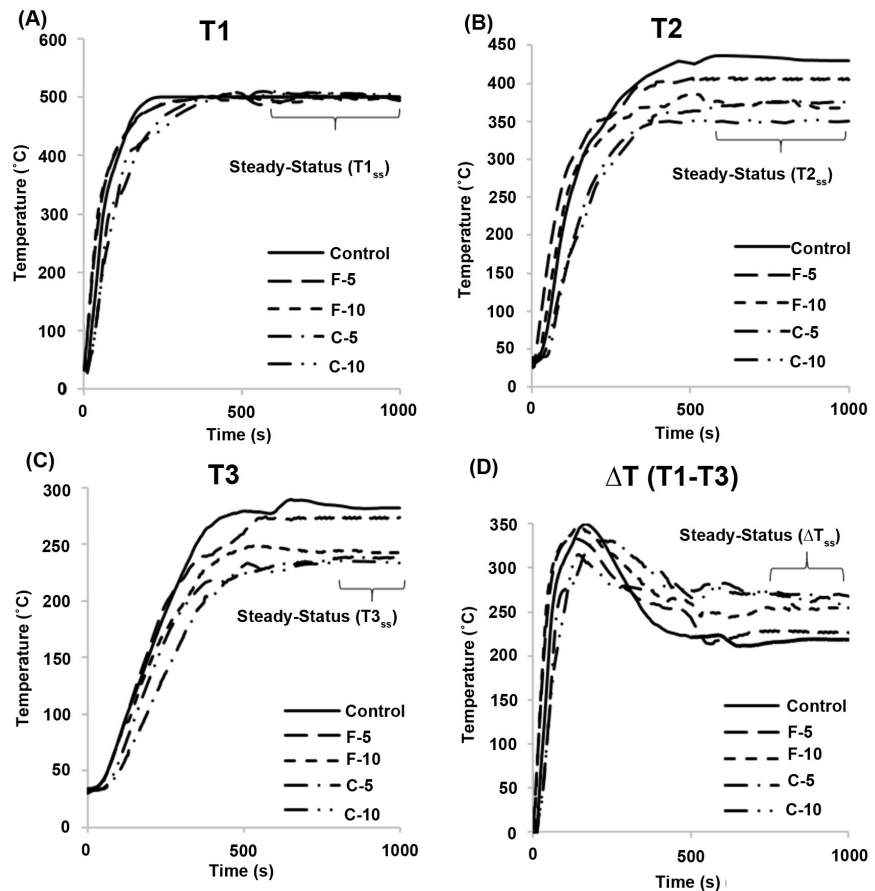 (A)
T1
600
500
400
300
200
100
0
0
500
1000
Temperature (˚C)
Time (s)
Steady-Status (T1ss)
Control
F-5
F-10
C-5
C-10
(B)
T2
450
400
350
300
250
200
150
100
50
0
0
500
1000
Temperature (˚C)
Time (s)
Steady-Status (T2ss)
Control
F-5
F-10
C-5
C-10
(C)
T3
300
250
200
150
100
50
0
0
500
1000
Temperature (˚C)
Time (s)
Steady-Status (T3ss)
Control
F-5
F-10
C-5
C-10
(D)
ΔT (T1-T3)
350
300
250
200
150
100
50
0
0
500
1000
Temperature (˚C)
Time (s)
Steady-Status (ΔTss)
Control
F-5
F-10
C-5
C-10